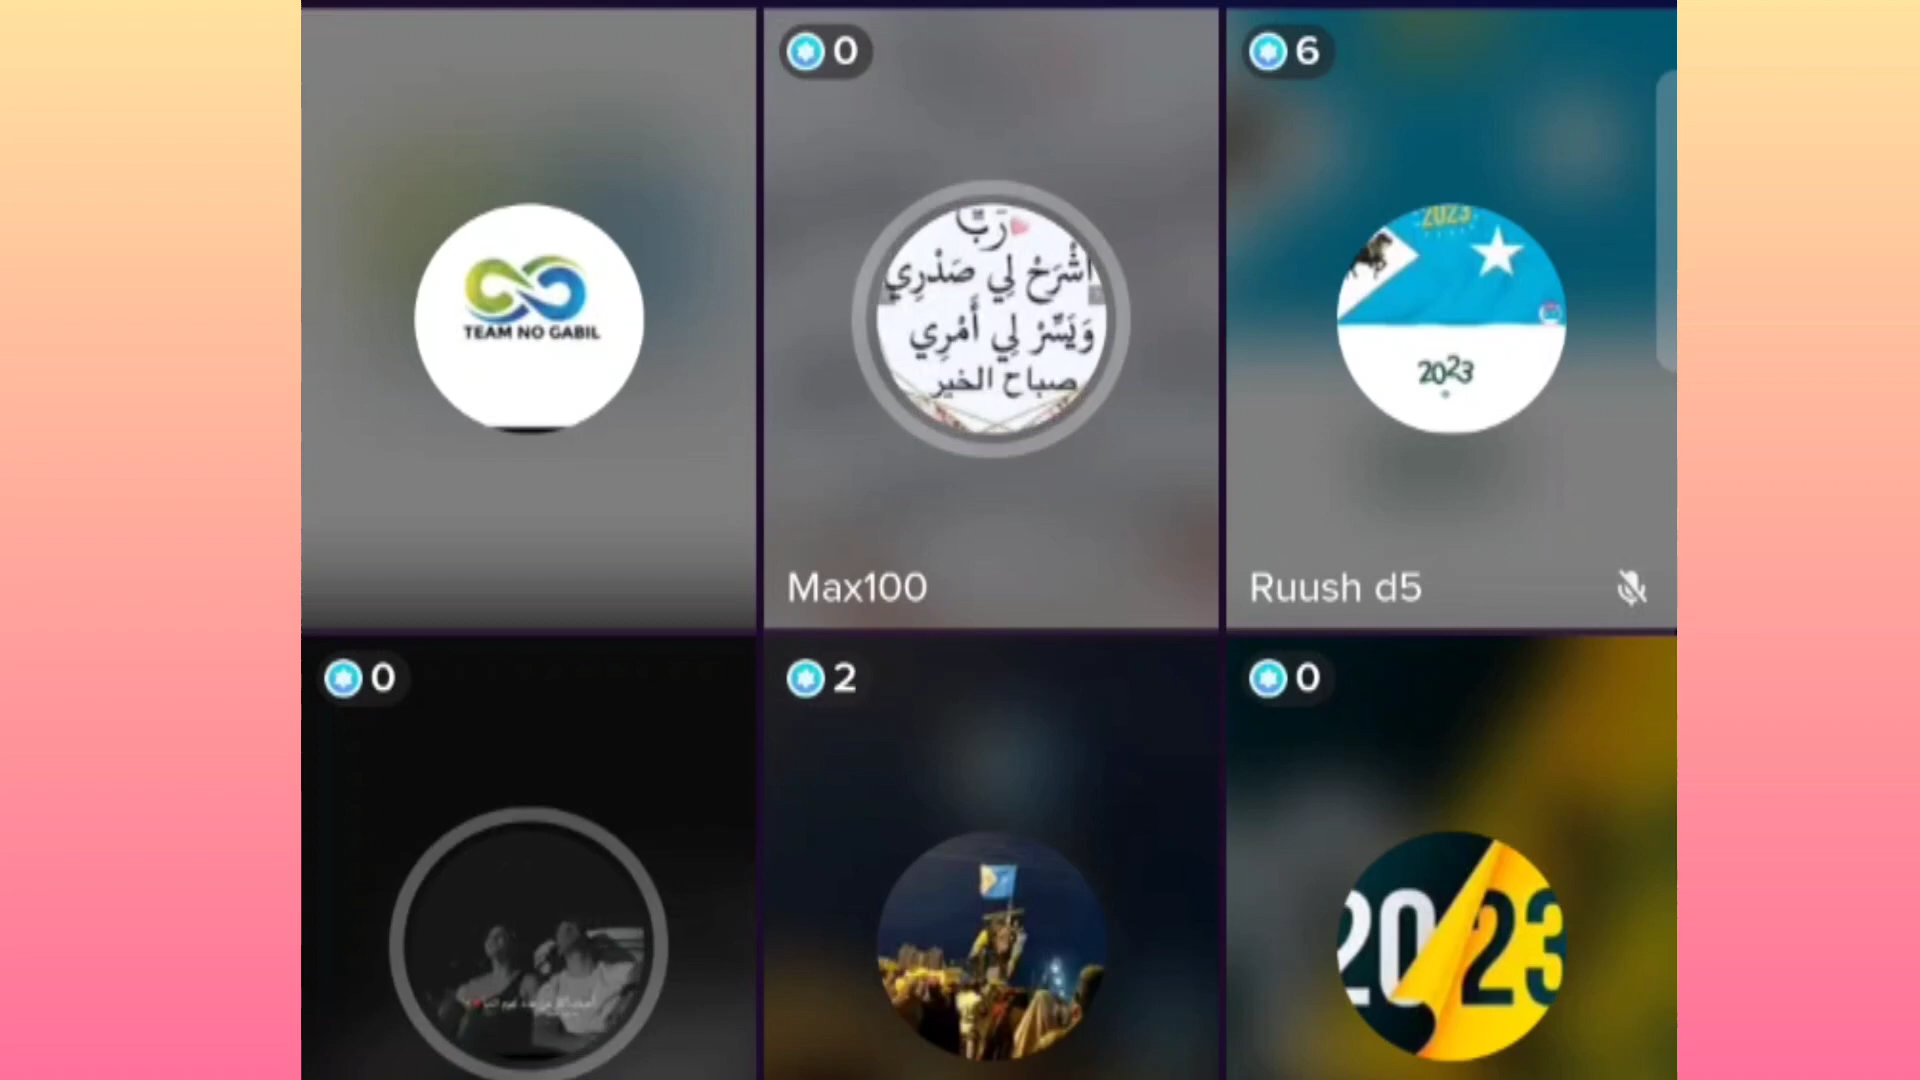 TEAM NO GABIL
0
رَبِّ
اشْرَحْ لِي صَدْرِي
وَيَسِّرْ لِي أَمْرِي
صباح الخير
Max100
6
2023
2023
Ruush d5
0
2
0
2023